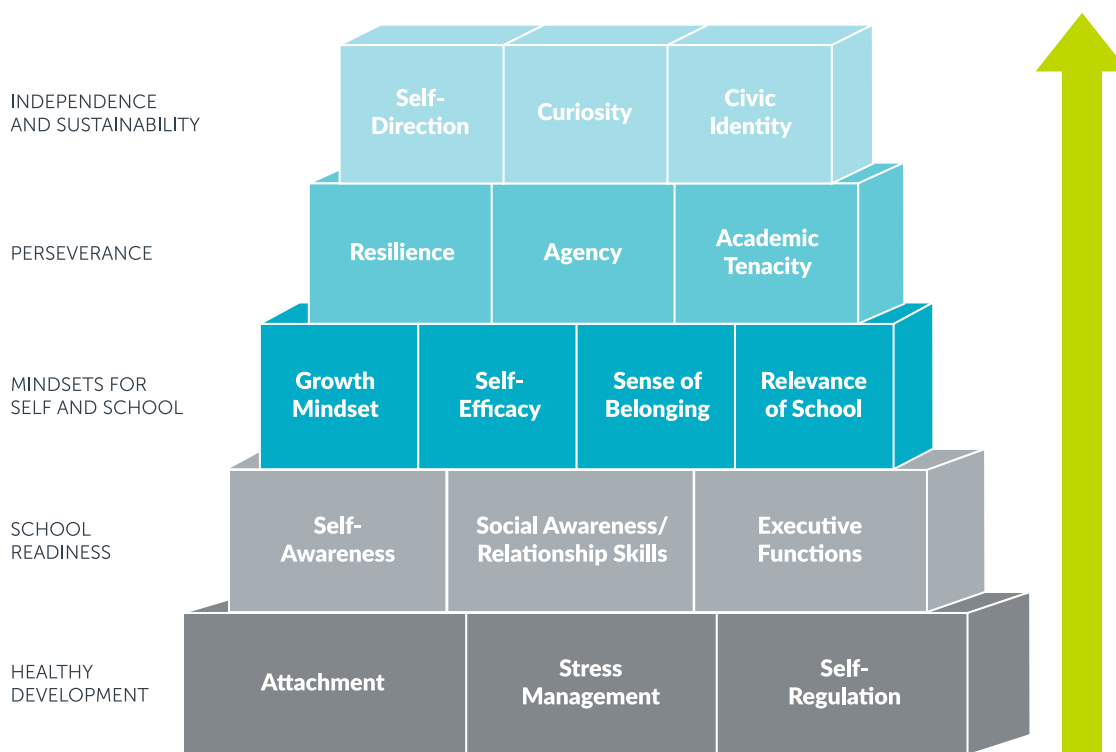 INDEPENDENCE
AND SUSTAINABILITY
Self-
Direction
Curiosity
Civic
Identity
PERSEVERANCE
Resilience
Agency
Academic
Tenacity
MINDSETS FOR
SELF AND SCHOOL
Growth
Mindset
Self-
Efficacy
Sense of
Belonging
Relevance
of School
SCHOOL
READINESS
Self-
Awareness
Social Awareness/
Relationship Skills
Executive
Functions
HEALTHY
DEVELOPMENT
Attachment
Stress
Management
Self-
Regulation